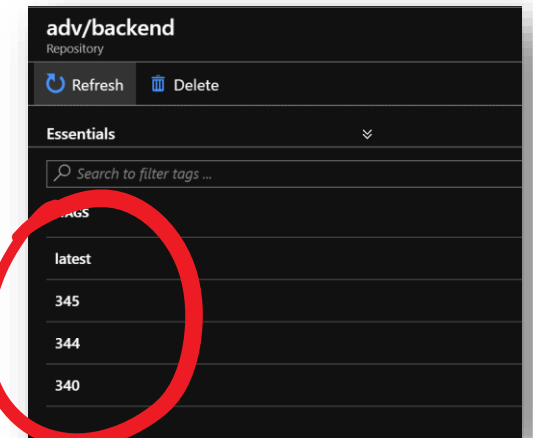 adv/backend
Repository
Refresh Delete
Essentials
Search to filter tags ...
latest
345
344
340